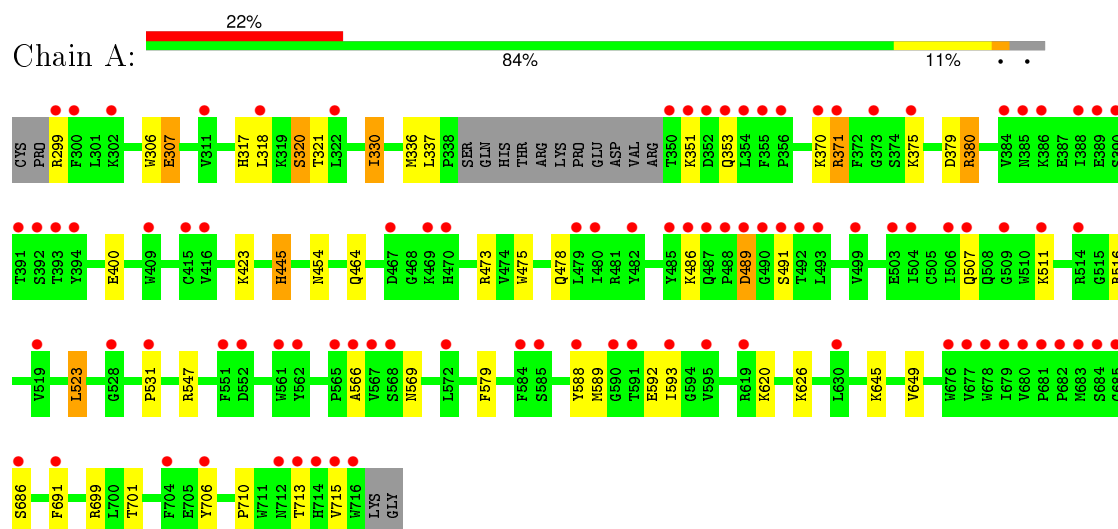 Chain A:
22%
84%
11%
CYS PRO R299 F300 L301 K302 W306 E307 V311 H317 L318 K319 S320 T321 L322 I330 M336 L337 P338 SER GLN HIS THR ARG LYS PRO GLU ASP VAL ARG T350 K351 D352 Q353 L354 F355 P356 K370 R371 F372 G373 S374 K375 D379 R380 V384 N385 K386 I388 E389 S390
T391 S392 T393 Y394 E400 W409 C415 V416 K423 H445 N454 Q464 D467 G468 K469 H470 R473 V474 W475 Q478 L479 I480 R481 Y482 Y485 K486 Q487 P488 D489 G490 S491 T492 L493 V499 E503 I504 C505 I506 Q507 Q508 G509 W510 K511 R514 G515 R516
V519 L523 G528 P531 R547 F551 D552 W561 Y562 P565 A566 V567 S568 N569 L572 F579 F584 S585 Y588 M589 G590 T591 E592 I593 G594 V595 R619 K620 K626 L630 K645 V649 W676 V677 W678 I679 V680 P681 P682 M683 S684 G685
S686 F691 R699 L700 T701 F704 E705 Y706 P710 W711 N712 T713 H714 V715 W716 LYS GLY